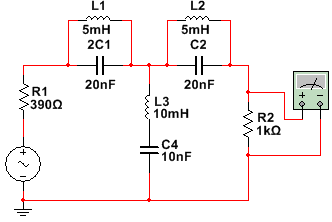 L1 L2
5mH 5mH
2C1 C2
20nF 20nF
R1 L3
390Ω 10mH
R2
1kΩ
C4
10nF
+ -